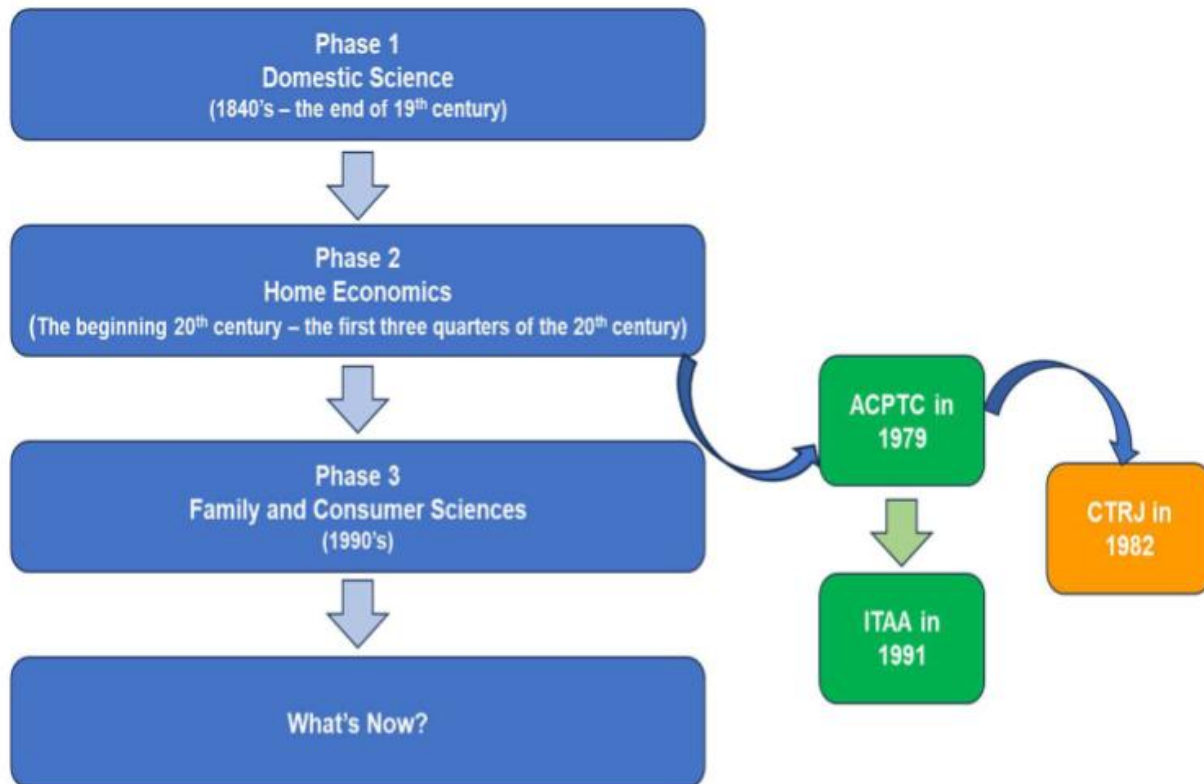 Phase 1
Domestic Science
(1840’s – the end of 19th century)
Phase 2
Home Economics
(The beginning 20th century – the first three quarters of the 20th century)
Phase 3
Family and Consumer Sciences
(1990’s)
What’s Now?
ACPTC in
1979
CTRJ in
1982
ITAA in
1991